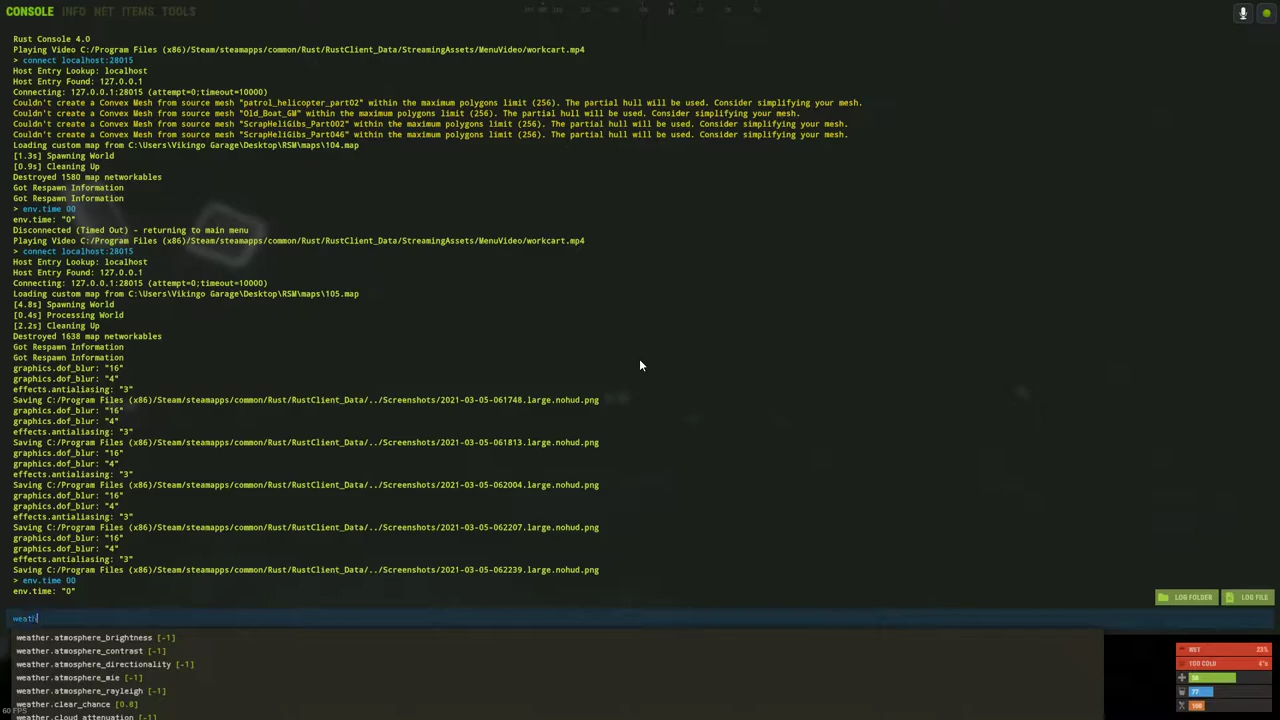 CONSOLE INFO NET ITEMS TOOLS
N
Rust Console 4.0
Playing Video C:/Program Files (x86)/Steam/steamapps/common/Rust/RustClient_Data/StreamingAssets/MenuVideo/workcart.mp4
> connect localhost:28015
Host Entry Lookup: localhost
Host Entry Found: 127.0.0.1
Connecting: 127.0.0.1:28015 (attempt=0;timeout=10000)
Couldn't create a Convex Mesh from source mesh "patrol_helicopter_part02" within the maximum polygons limit (256). The partial hull will be used. Consider simplifying your mesh.
Couldn't create a Convex Mesh from source mesh "Old_Boat_GM" within the maximum polygons limit (256). The partial hull will be used. Consider simplifying your mesh.
Couldn't create a Convex Mesh from source mesh "ScrapHeliGibs_Part002" within the maximum polygons limit (256). The partial hull will be used. Consider simplifying your mesh.
Couldn't create a Convex Mesh from source mesh "ScrapHeliGibs_Part046" within the maximum polygons limit (256). The partial hull will be used. Consider simplifying your mesh.
Loading custom map from C:\Users\Vikingo Garage\Desktop\RSM\maps\104.map
[1.3s] Spawning World
[0.9s] Cleaning Up
Destroyed 1580 map networkables
Got Respawn Information
Got Respawn Information
> env.time 00
env.time: "0"
Disconnected (Timed Out) - returning to main menu
Playing Video C:/Program Files (x86)/Steam/steamapps/common/Rust/RustClient_Data/StreamingAssets/MenuVideo/workcart.mp4
> connect localhost:28015
Host Entry Lookup: localhost
Host Entry Found: 127.0.0.1
Connecting: 127.0.0.1:28015 (attempt=0;timeout=10000)
Loading custom map from C:\Users\Vikingo Garage\Desktop\RSM\maps\105.map
[4.8s] Spawning World
[0.4s] Processing World
[2.2s] Cleaning Up
Destroyed 1638 map networkables
Got Respawn Information
Got Respawn Information
graphics.dof_blur: "16"
graphics.dof_blur: "4"
effects.antialiasing: "3"
Saving C:/Program Files (x86)/Steam/steamapps/common/Rust/RustClient_Data/../Screenshots/2021-03-05-061748.large.nohud.png
graphics.dof_blur: "16"
graphics.dof_blur: "4"
effects.antialiasing: "3"
Saving C:/Program Files (x86)/Steam/steamapps/common/Rust/RustClient_Data/../Screenshots/2021-03-05-061813.large.nohud.png
graphics.dof_blur: "16"
graphics.dof_blur: "4"
effects.antialiasing: "3"
Saving C:/Program Files (x86)/Steam/steamapps/common/Rust/RustClient_Data/../Screenshots/2021-03-05-062004.large.nohud.png
graphics.dof_blur: "16"
graphics.dof_blur: "4"
effects.antialiasing: "3"
Saving C:/Program Files (x86)/Steam/steamapps/common/Rust/RustClient_Data/../Screenshots/2021-03-05-062207.large.nohud.png
graphics.dof_blur: "16"
graphics.dof_blur: "4"
effects.antialiasing: "3"
Saving C:/Program Files (x86)/Steam/steamapps/common/Rust/RustClient_Data/../Screenshots/2021-03-05-062239.large.nohud.png
> env.time 00
env.time: "0"
LOG FOLDER LOG FILE
weath
weather.atmosphere_brightness [-1]
weather.atmosphere_contrast [-1]
weather.atmosphere_directionality [-1]
weather.atmosphere_mie [-1]
weather.atmosphere_rayleigh [-1]
weather.clear_chance [0.8]
weather.cloud_attenuation [-1]
60 FPS
WET 23%
TOO COLD
77